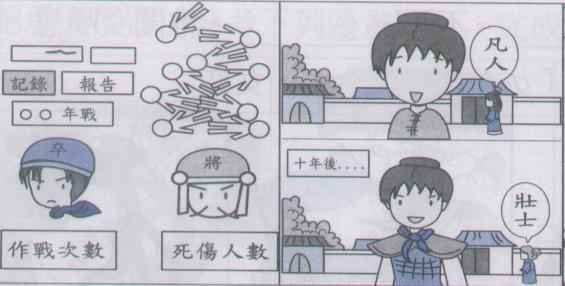 記錄
報告
○○年戰
卒
將
作戰次數
死傷人數
凡人
十年後....
壯士